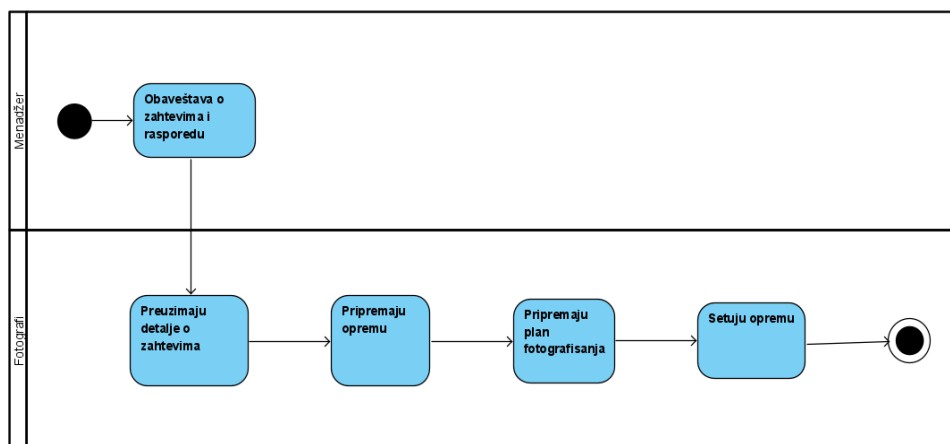 Menadžer
Obaveštava o
zahtevima i
rasporedu
Fotografi
Preuzimaju
detalje o
zahtevima
Pripremaju
opremu
Pripremaju
plan
fotografisanja
Setuju opremu